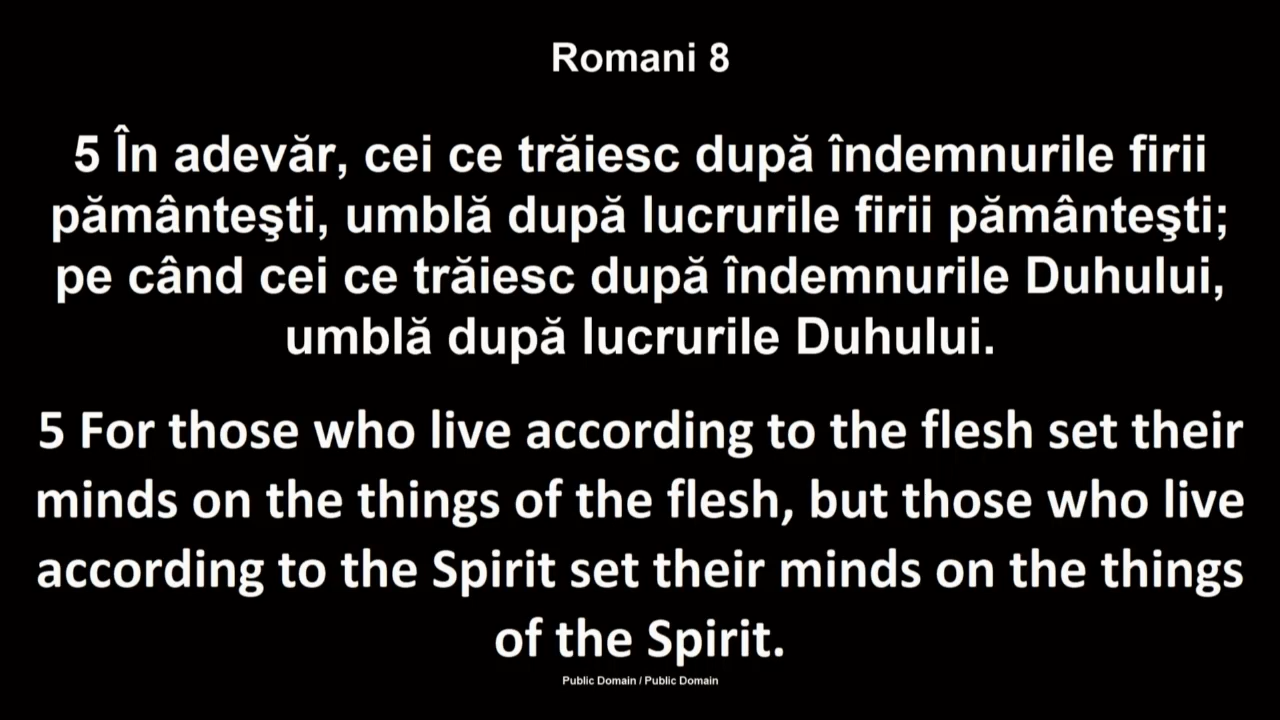 Romani 8
5 În adevăr, cei ce trăiesc după îndemnurile firii
pământeşti, umblă după lucrurile firii pământeşti;
pe când cei ce trăiesc după îndemnurile Duhului,
umblă după lucrurile Duhului.
5 For those who live according to the flesh set their
minds on the things of the flesh, but those who live
according to the Spirit set their minds on the things
of the Spirit.
Public Domain / Public Domain